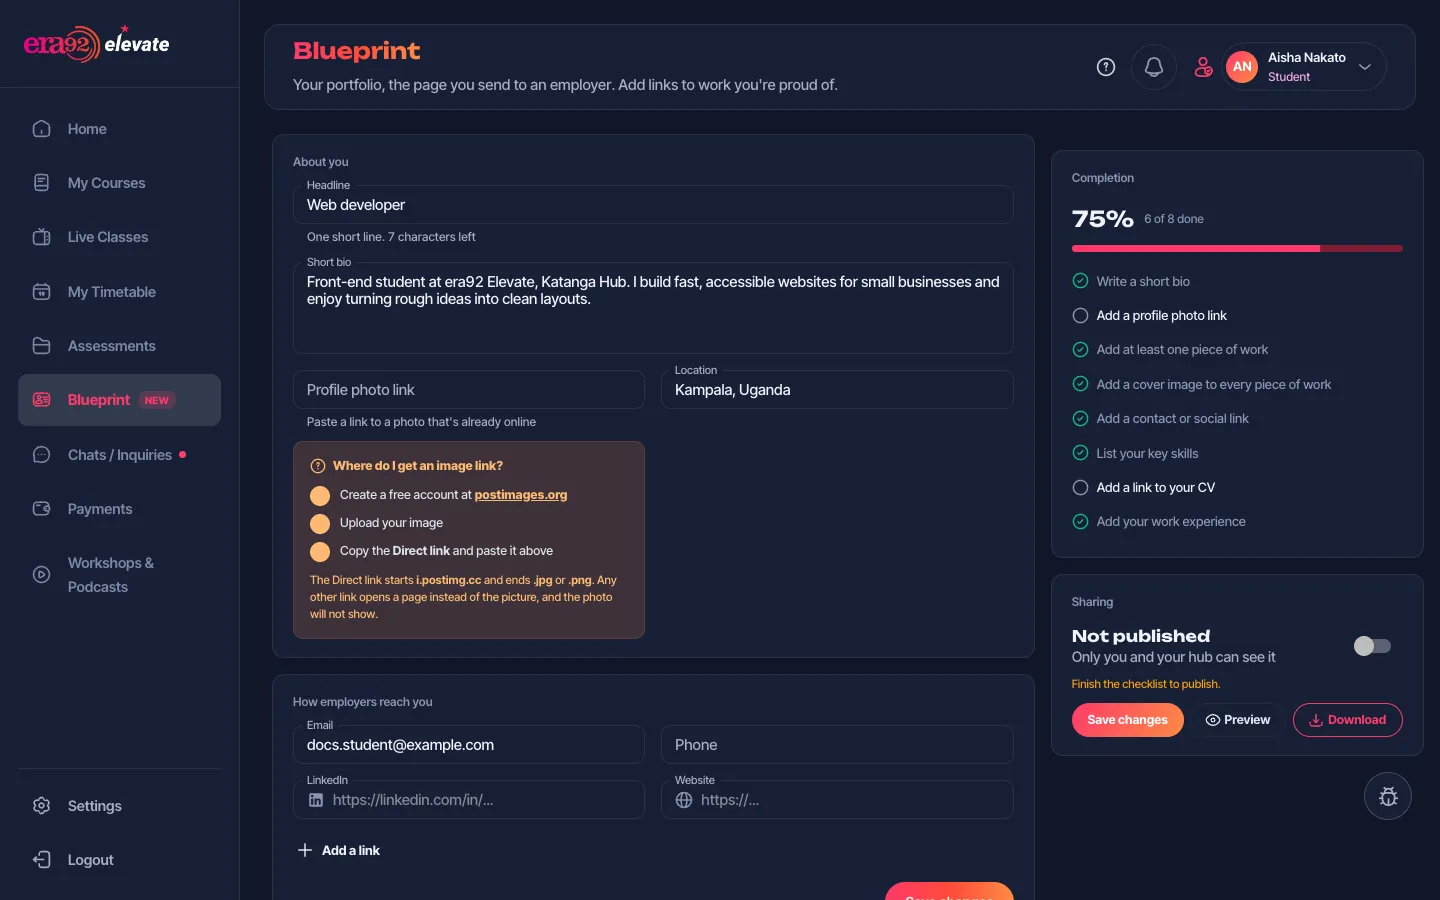 era92 elevate
Home
My Courses
Live Classes
My Timetable
Assessments
Blueprint NEW
Chats / Inquiries
Payments
Workshops &
Podcasts
Settings
Logout
Blueprint
Your portfolio, the page you send to an employer. Add links to work you're proud of.
AN
Aisha Nakato
Student
About you
Headline
Web developer
One short line. 7 characters left
Short bio
Front-end student at era92 Elevate, Katanga Hub. I build fast, accessible websites for small businesses and
enjoy turning rough ideas into clean layouts.
Profile photo link
Paste a link to a photo that's already online
Location
Kampala, Uganda
Where do I get an image link?
Create a free account at postimages.org
Upload your image
Copy the Direct link and paste it above
The Direct link starts i.postimg.cc and ends .jpg or .png. Any
other link opens a page instead of the picture, and the photo
will not show.
How employers reach you
Email
docs.student@example.com
Phone
LinkedIn
https://linkedin.com/in/...
Website
https://...
Add a link
Save changes
Completion
75% 6 of 8 done
Write a short bio
Add a profile photo link
Add at least one piece of work
Add a cover image to every piece of work
Add a contact or social link
List your key skills
Add a link to your CV
Add your work experience
Sharing
Not published
Only you and your hub can see it
Finish the checklist to publish.
Save changes
Preview
Download